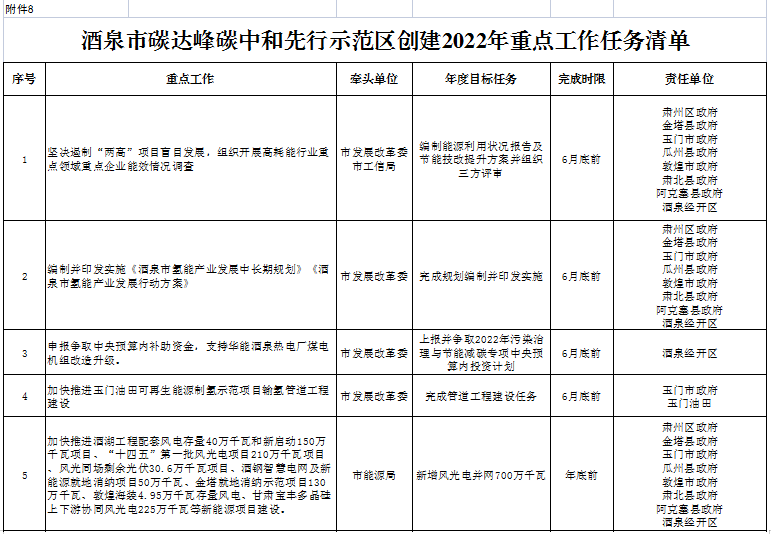 附件8
酒泉市碳达峰碳中和先行示范区创建2022年重点工作任务清单
序号 重点工作 牵头单位 年度目标任务 完成时限 责任单位
1
坚决遏制“两高”项目盲目发展，组织开展高耗能行业重
点领域重点企业能效情况调查
市发展改革委
市工信局
编制能源利用状况报告及
节能技改提升方案并组织
三方评审
6月底前
肃州区政府
金塔县政府
玉门市政府
瓜州县政府
敦煌市政府
肃北县政府
阿克塞县政府
酒泉经开区
2
编制并印发实施《酒泉市氢能产业发展中长期规划》《酒
泉市氢能产业发展行动方案》
市发展改革委
完成规划编制并印发实施
6月底前
肃州区政府
金塔县政府
玉门市政府
瓜州县政府
敦煌市政府
肃北县政府
阿克塞县政府
酒泉经开区
3
申报争取中央预算内补助资金，支持华能酒泉热电厂煤电
机组改造升级。
市发展改革委
上报并争取2022年污染治
理与节能减碳专项中央预
算内投资计划
6月底前
酒泉经开区
4
加快推进玉门油田可再生能源制氢示范项目输氢管道工程
建设
市发展改革委
完成管道工程建设任务
6月底前
玉门市政府
玉门油田
5
加快推进酒湖工程配套风电存量40万千瓦和新启动150万
千瓦项目、“十四五”第一批风光电项目210万千瓦项目
、风光同场剩余光伏30.6万千瓦项目、酒钢智慧电网及新
能源就地消纳项目50万千瓦、金塔就地消纳示范项目130
万千瓦、敦煌海装4.95万千瓦存量风电、甘肃宝丰多晶硅
上下游协同风光电225万千瓦等新能源项目建设。
市能源局
新增风光电并网700万千瓦
年底前
肃州区政府
金塔县政府
玉门市政府
瓜州县政府
敦煌市政府
肃北县政府
阿克塞县政府
酒泉经开区